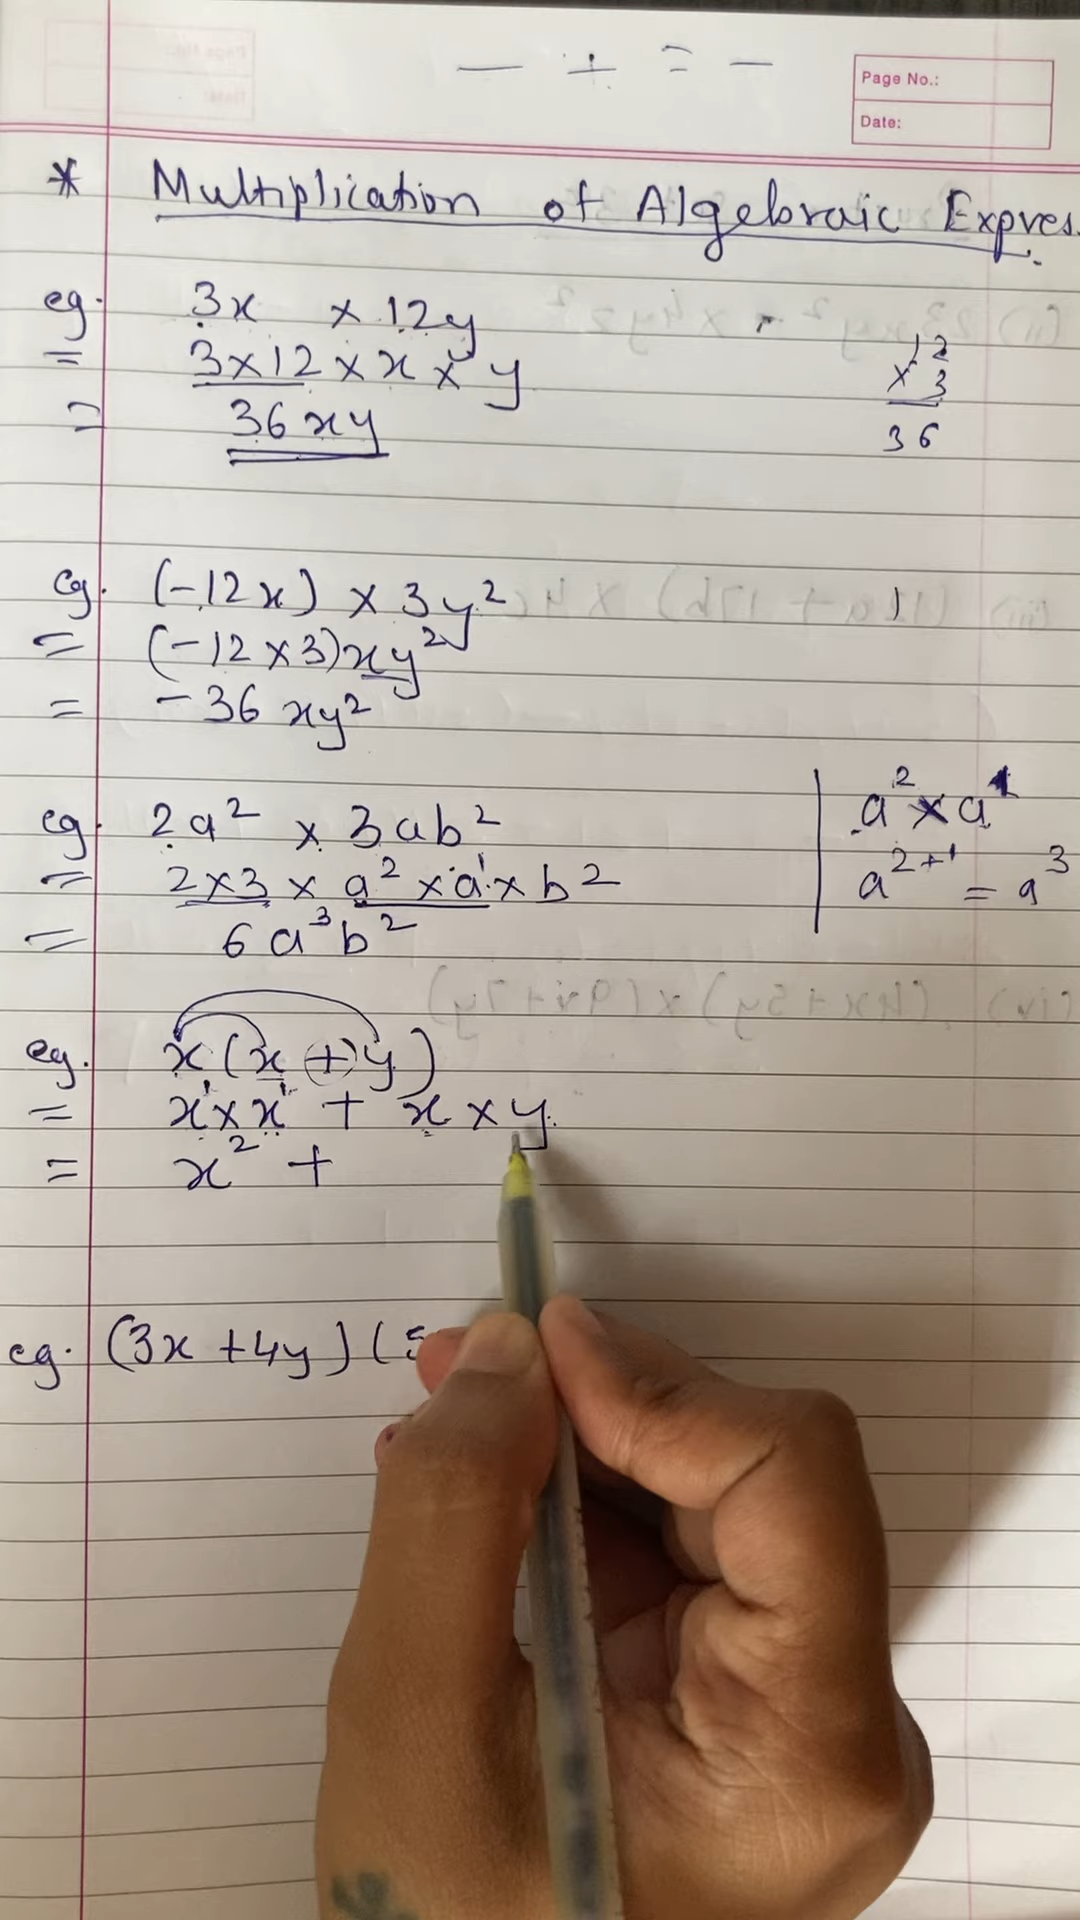 — + = -
Page No.:
Date:
* Multiplication of Algebraic Expres.
eg. 3x × 12y
= 3×12 × x × y
= 36xy
12
× 3
36
eg. (-12x) × 3y²
= (-12×3)xy²
= -36xy²
eg. 2a² × 3ab²
= 2×3 × a² × a¹ × b²
= 6a³b²
a² × a¹
a²⁺¹ = a³
eg. x(x + y)
= x¹ × x¹ + x × y
= x² +
eg. (3x + 4y) (5